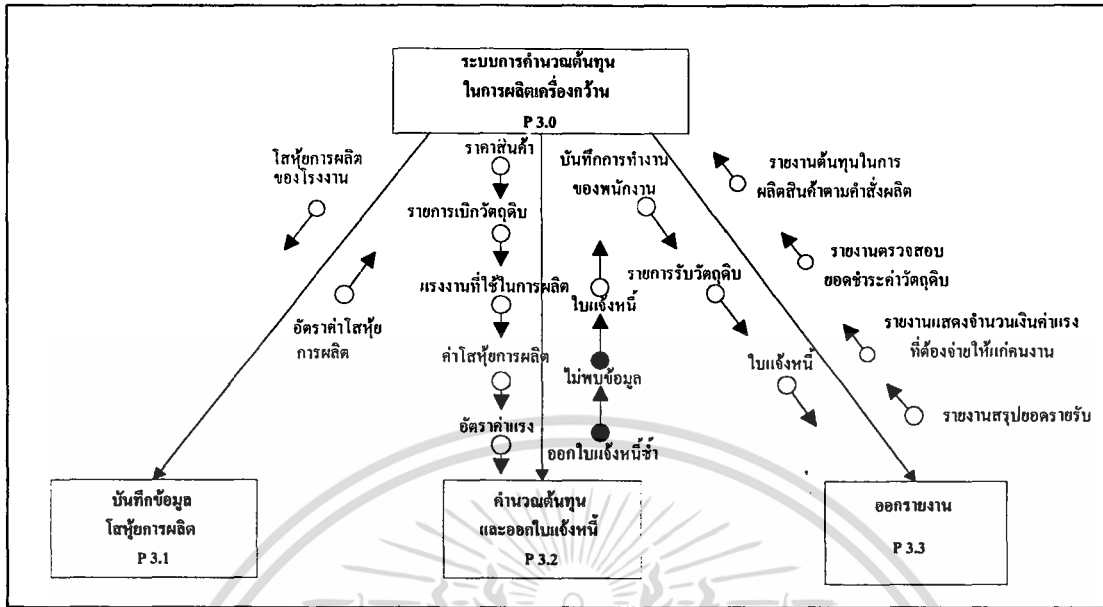 ระบบการคำนวณต้นทุน
ในการผลิตเครื่องกว้าน
P 3.0
โสหุ้ยการผลิต
ของโรงงาน
อัตราค่าโสหุ้ย
การผลิต
ราคาสินค้า
รายการเบิกวัตถุดิบ
แรงงานที่ใช้ในการผลิต
ค่าโสหุ้ยการผลิต
อัตราค่าแรง
ใบแจ้งหนี้
ไม่พบข้อมูล
ออกใบแจ้งหนี้ซ้ำ
บันทึกการทำงาน
ของพนักงาน
รายการรับวัตถุดิบ
ใบแจ้งหนี้
รายงานต้นทุนในการ
ผลิตสินค้าตามคำสั่งผลิต
รายงานตรวจสอบ
ยอดชำระค่าวัตถุดิบ
รายงานแสดงจำนวนเงินค่าแรง
ที่ต้องจ่ายให้แก่คนงาน
รายงานสรุปยอดรายรับ
บันทึกข้อมูล
โสหุ้ยการผลิต
P 3.1
คำนวณต้นทุน
และออกใบแจ้งหนี้
P 3.2
ออกรายงาน
P 3.3